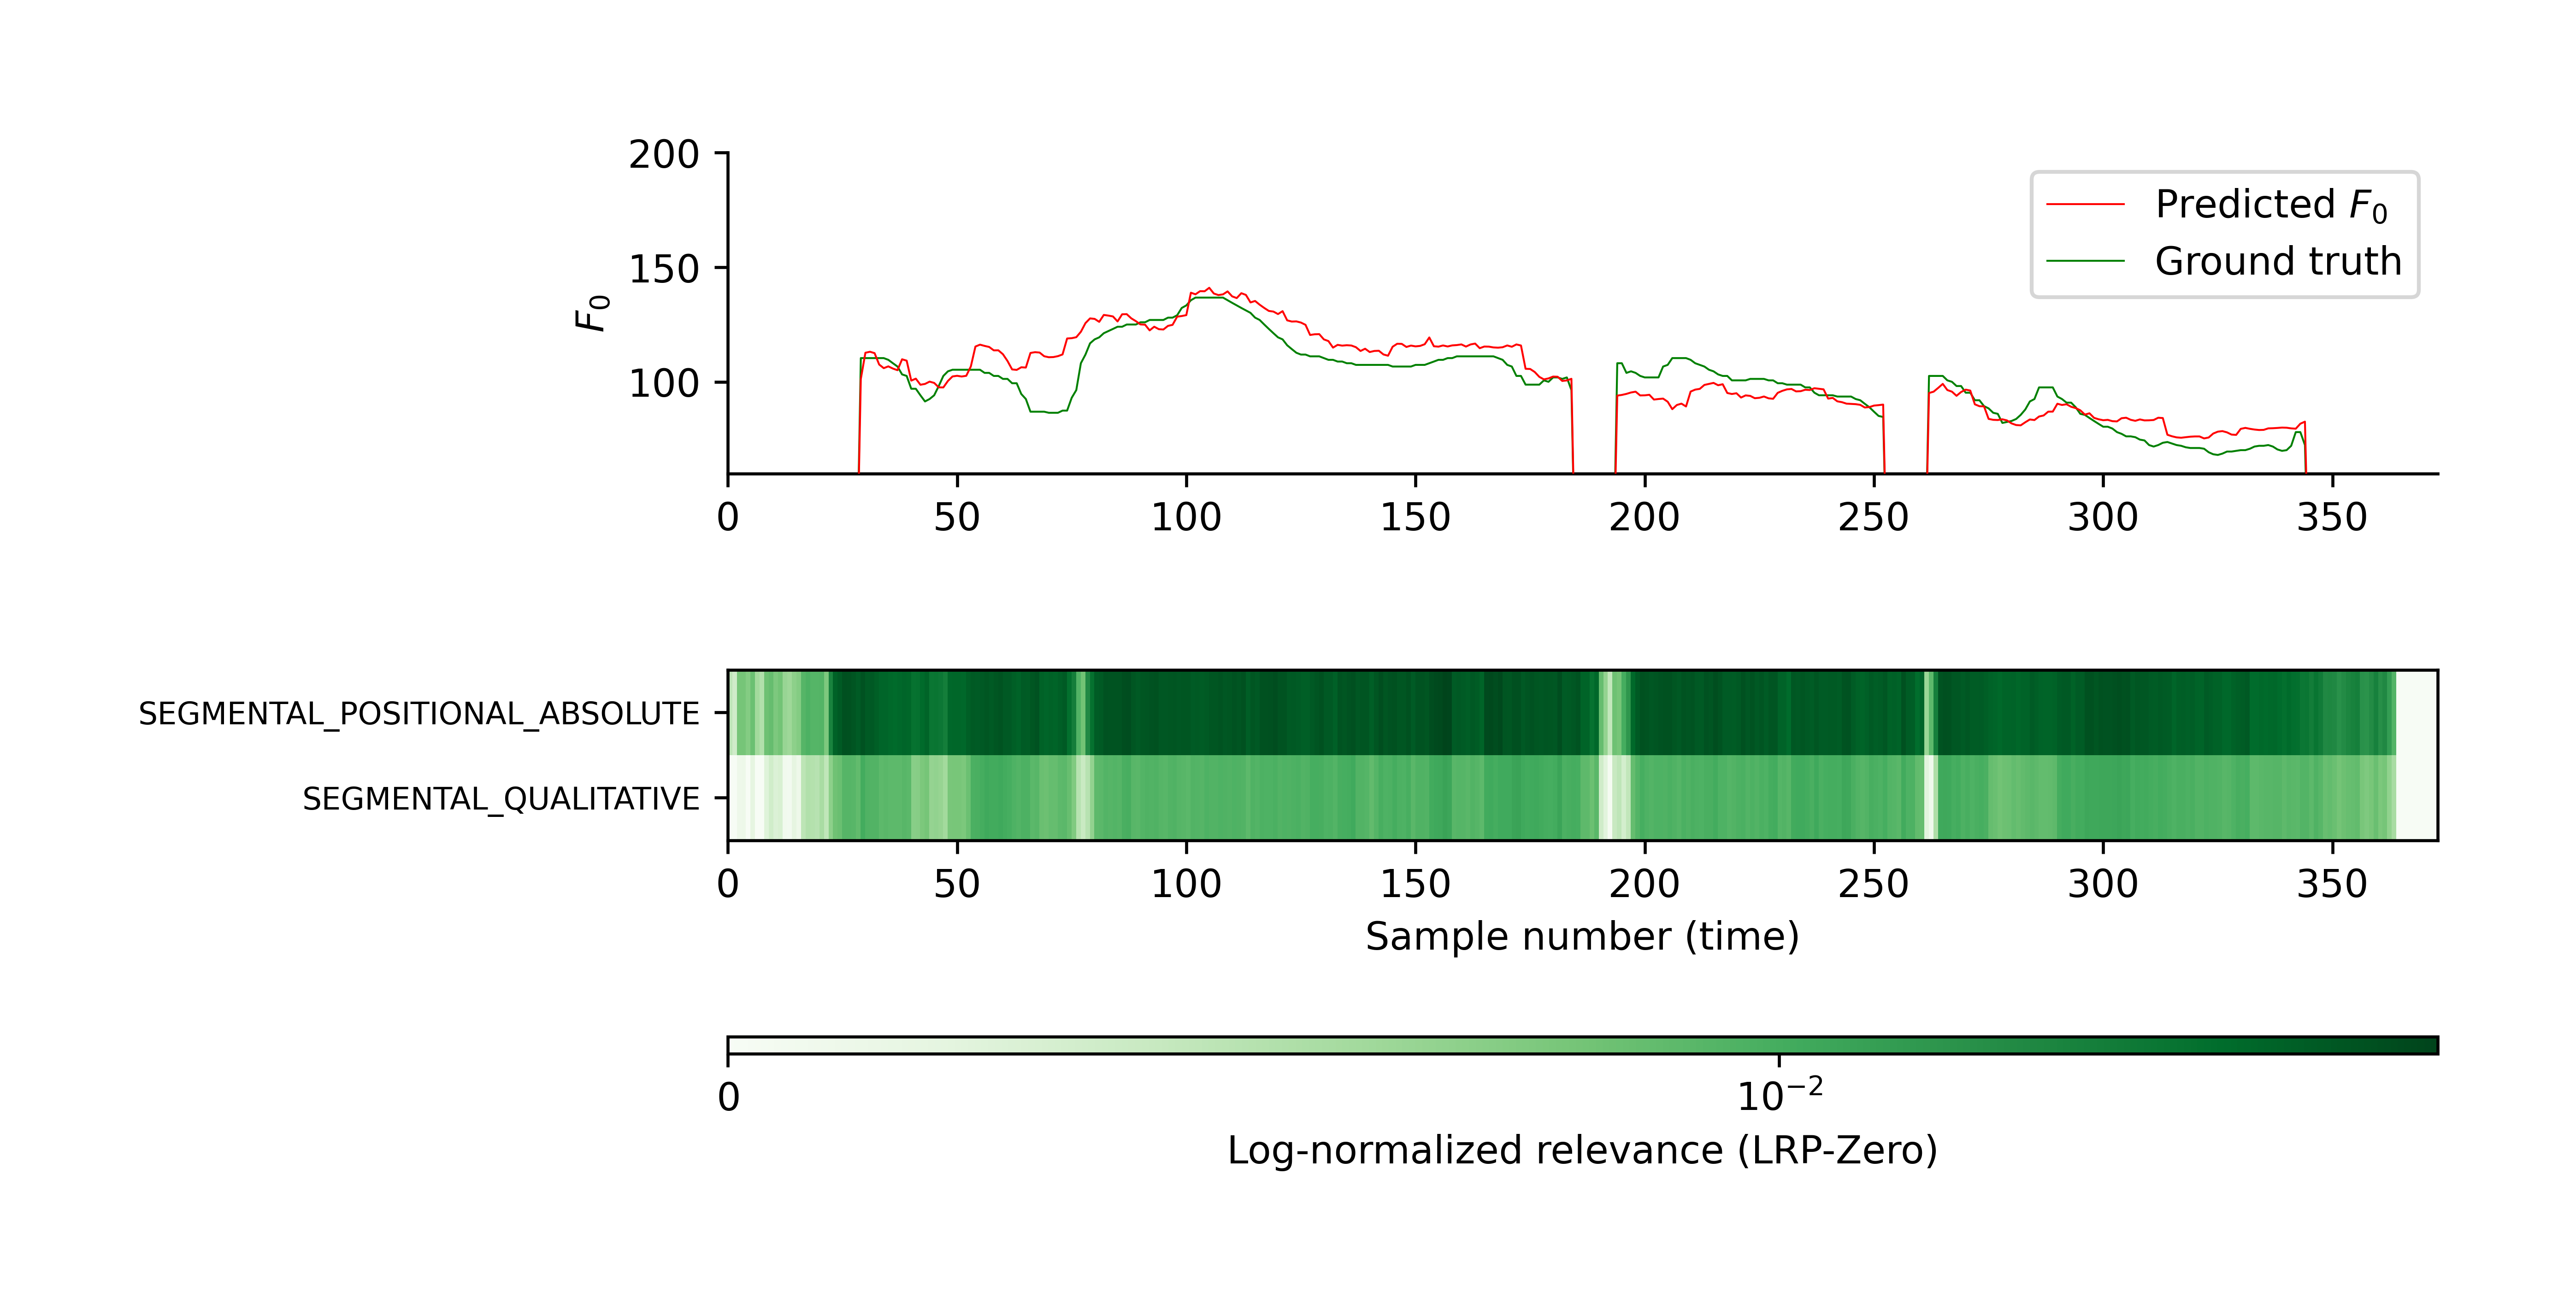 200
150
100
F₀
Predicted F₀
Ground truth
0 50 100 150 200 250 300 350
SEGMENTAL_POSITIONAL_ABSOLUTE
SEGMENTAL_QUALITATIVE
0 50 100 150 200 250 300 350
Sample number (time)
0 10⁻²
Log-normalized relevance (LRP-Zero)